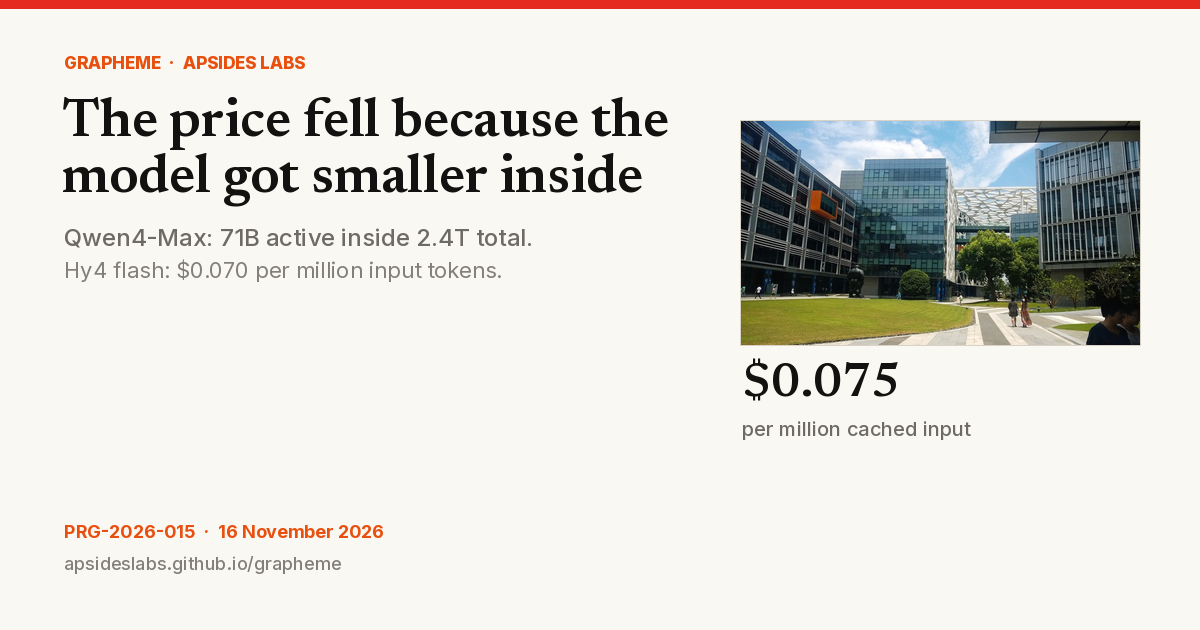 GRAPHEME · APSIDES LABS
The price fell because the
model got smaller inside
Qwen4-Max: 71B active inside 2.4T total.
Hy4 flash: $0.070 per million input tokens.
$0.075
per million cached input
PRG-2026-015 · 16 November 2026
apsideslabs.github.io/grapheme